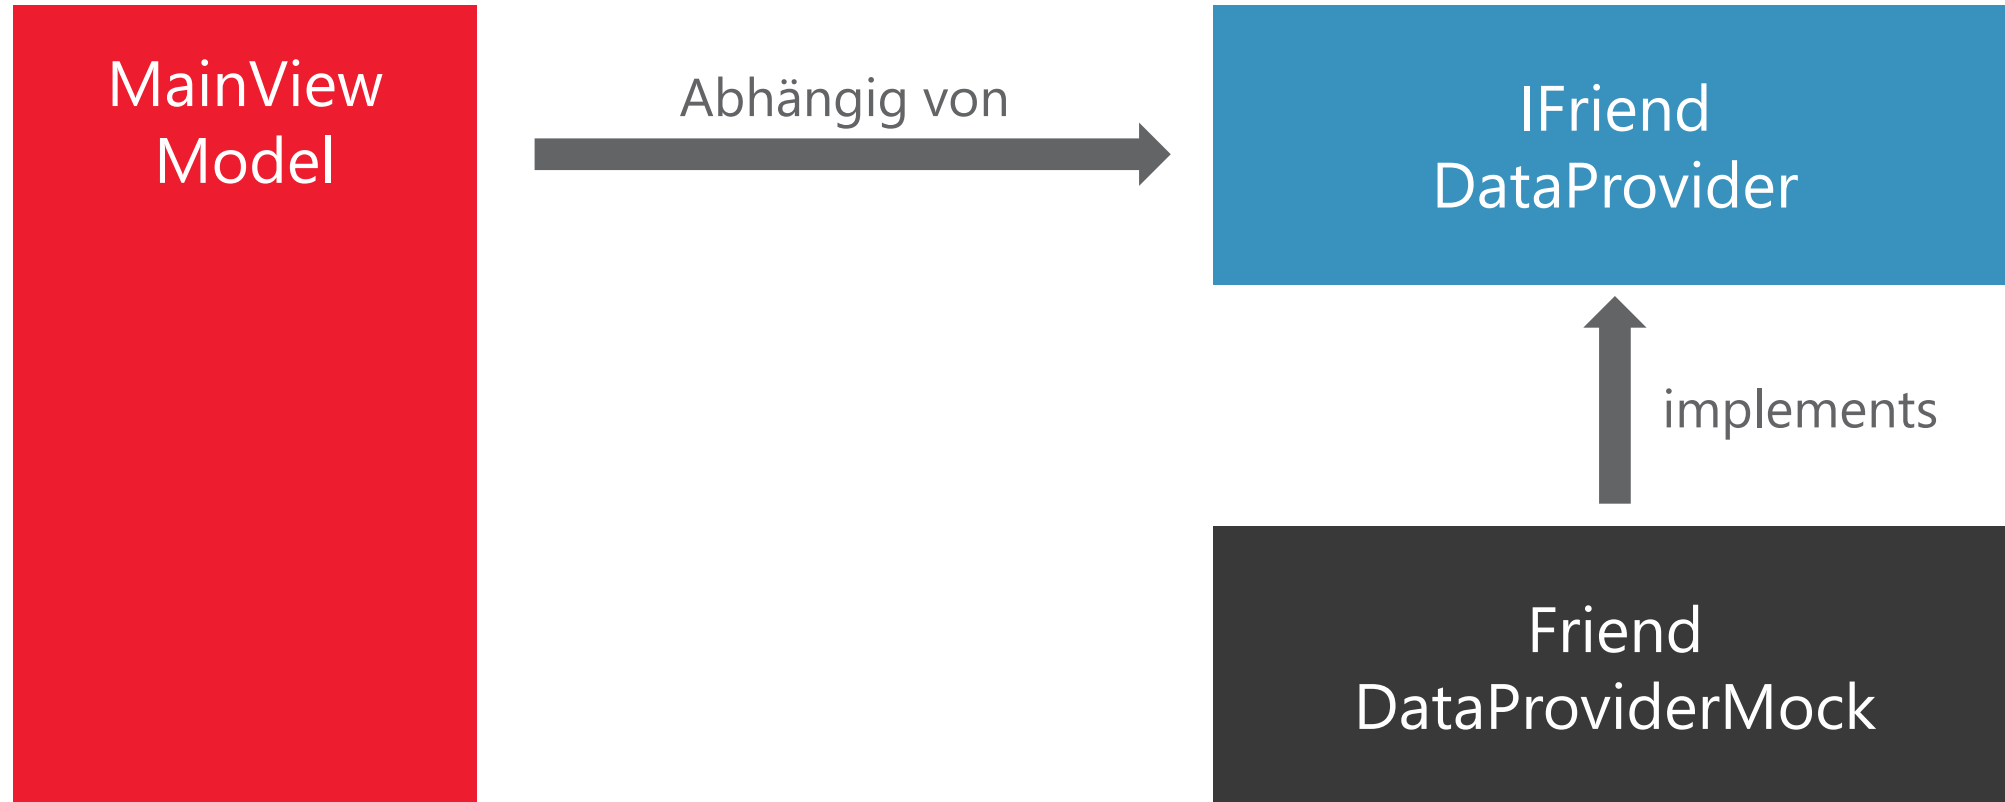 MainView
Model
Abhängig von
IFriend
DataProvider
implements
Friend
DataProviderMock